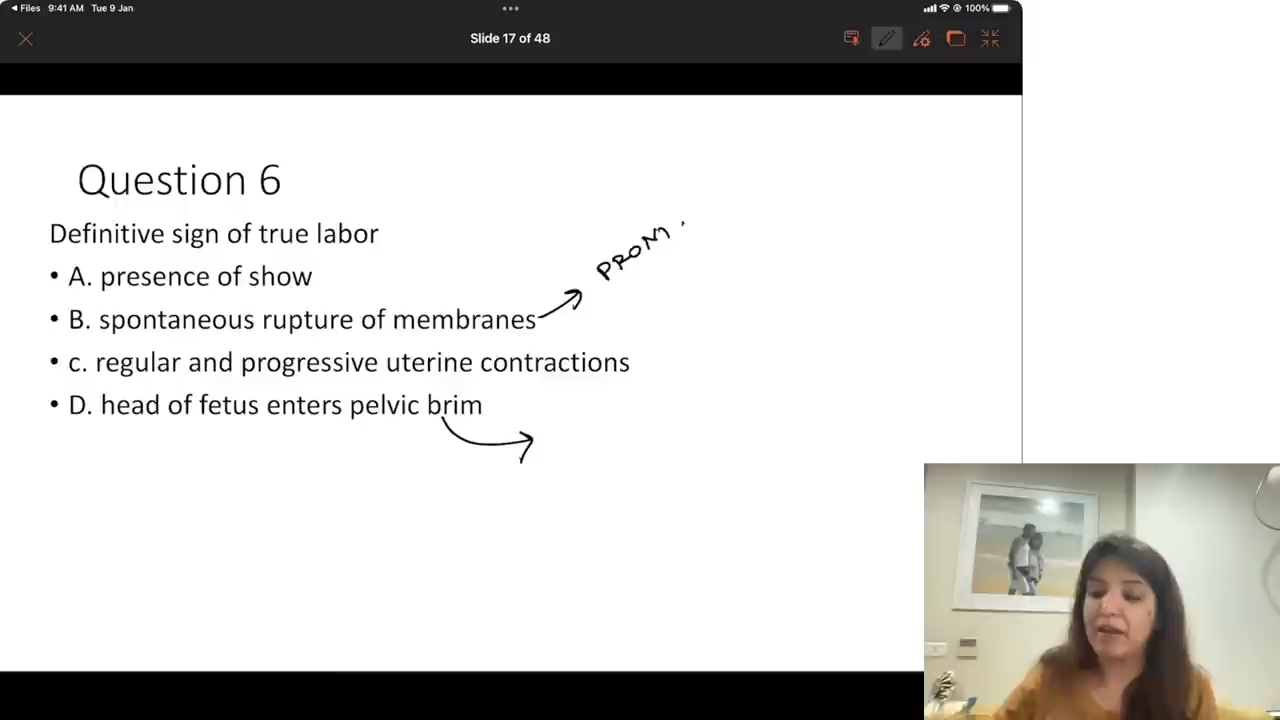 ◀ Files 9:41 AM Tue 9 Jan 100%
Slide 17 of 48
Question 6
Definitive sign of true labor
• A. presence of show
PROM
• B. spontaneous rupture of membranes
• c. regular and progressive uterine contractions
• D. head of fetus enters pelvic brim